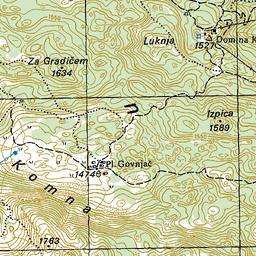 Luknja
1527
Domina K
Za Gradičem
1634
n
Izpica
1589
Pl. Govnjač
1474
Komna
1763